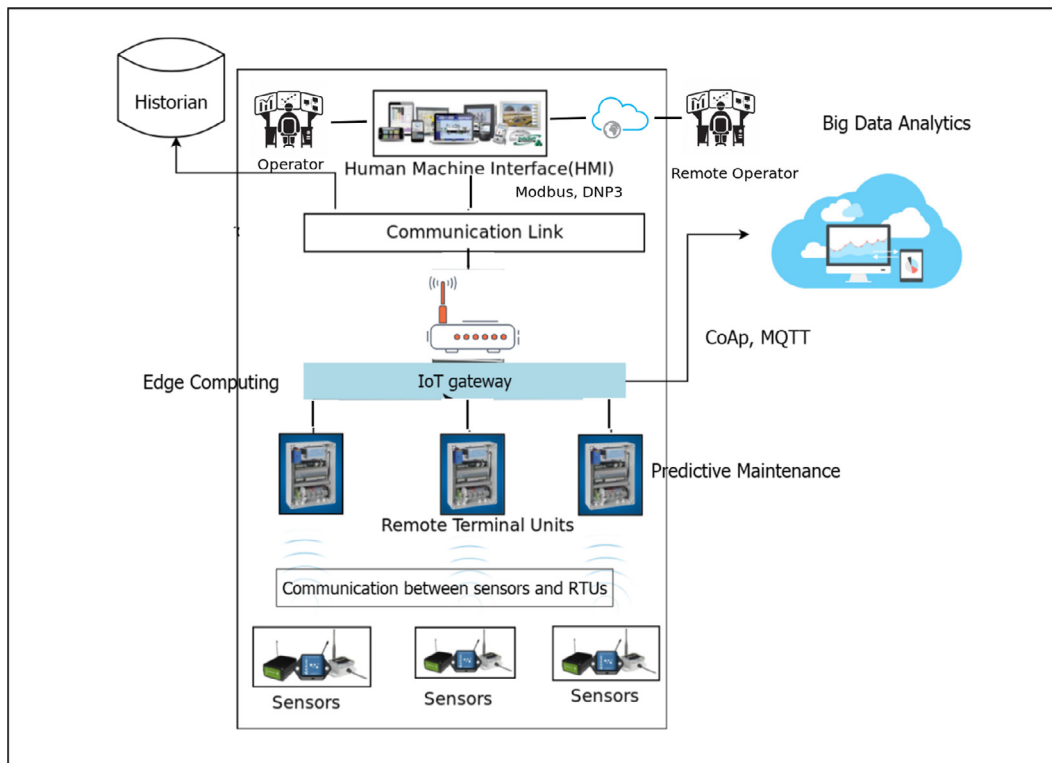 Historian
Operator
Human Machine Interface(HMI)
Remote Operator
Big Data Analytics
Modbus, DNP3
Communication Link
CoAp, MQTT
Edge Computing
IoT gateway
Predictive Maintenance
Remote Terminal Units
Communication between sensors and RTUs
Sensors
Sensors
Sensors